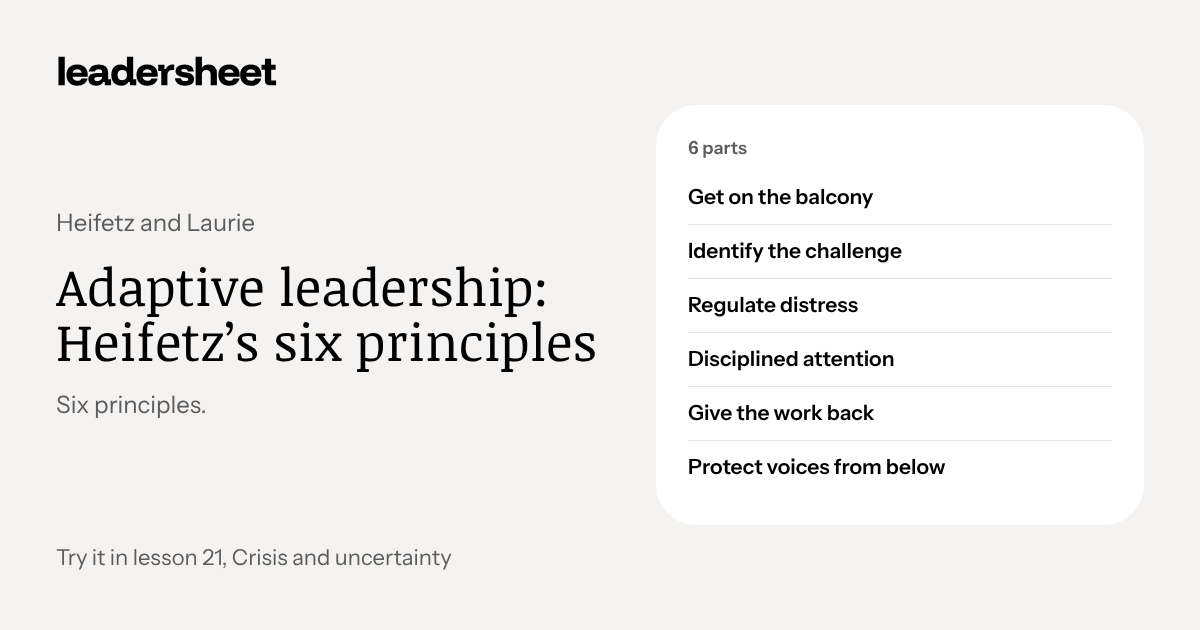 leadersheet
Heifetz and Laurie
Adaptive leadership:
Heifetz’s six principles
Six principles.
Try it in lesson 21, Crisis and uncertainty
6 parts
Get on the balcony
Identify the challenge
Regulate distress
Disciplined attention
Give the work back
Protect voices from below